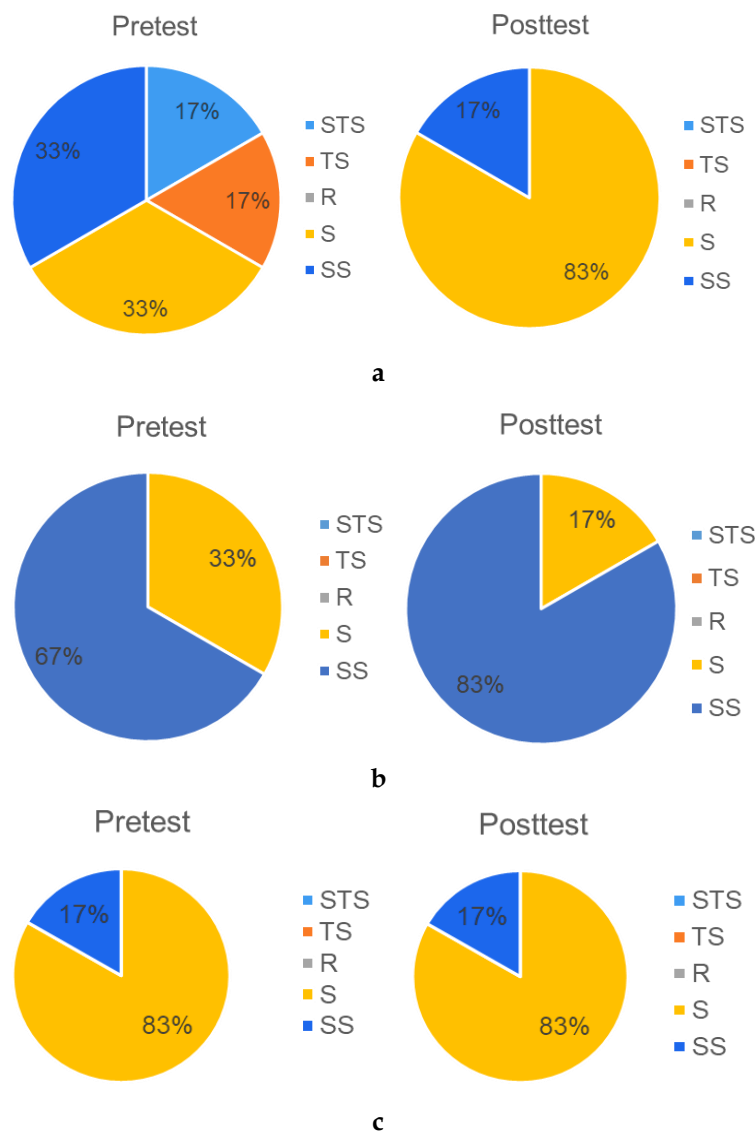 Pretest
17%
17%
33%
33%
STS
TS
R
S
SS
Posttest
17%
83%
STS
TS
R
S
SS
a
Pretest
33%
67%
STS
TS
R
S
SS
Posttest
17%
83%
STS
TS
R
S
SS
b
Pretest
17%
83%
STS
TS
R
S
SS
Posttest
17%
83%
STS
TS
R
S
SS
c